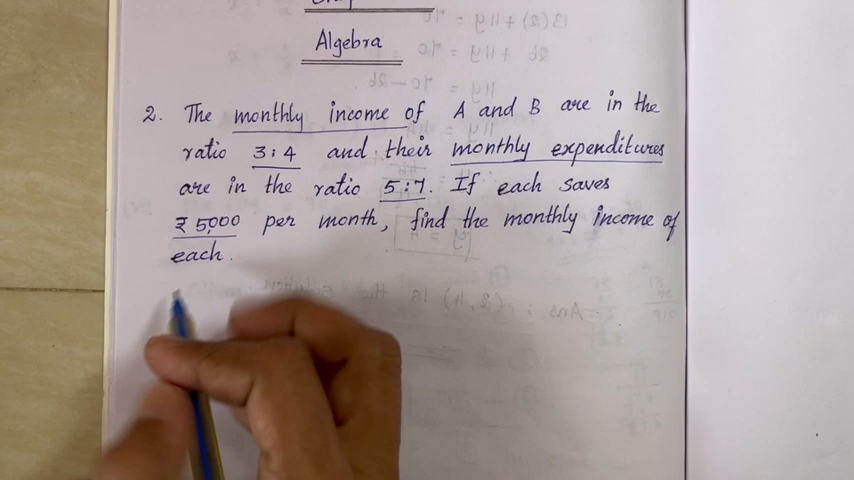 Algebra
2. The monthly income of A and B are in the
ratio 3:4 and their monthly expenditures
are in the ratio 5:7. If each saves
₹ 5000 per month, find the monthly income of
each.